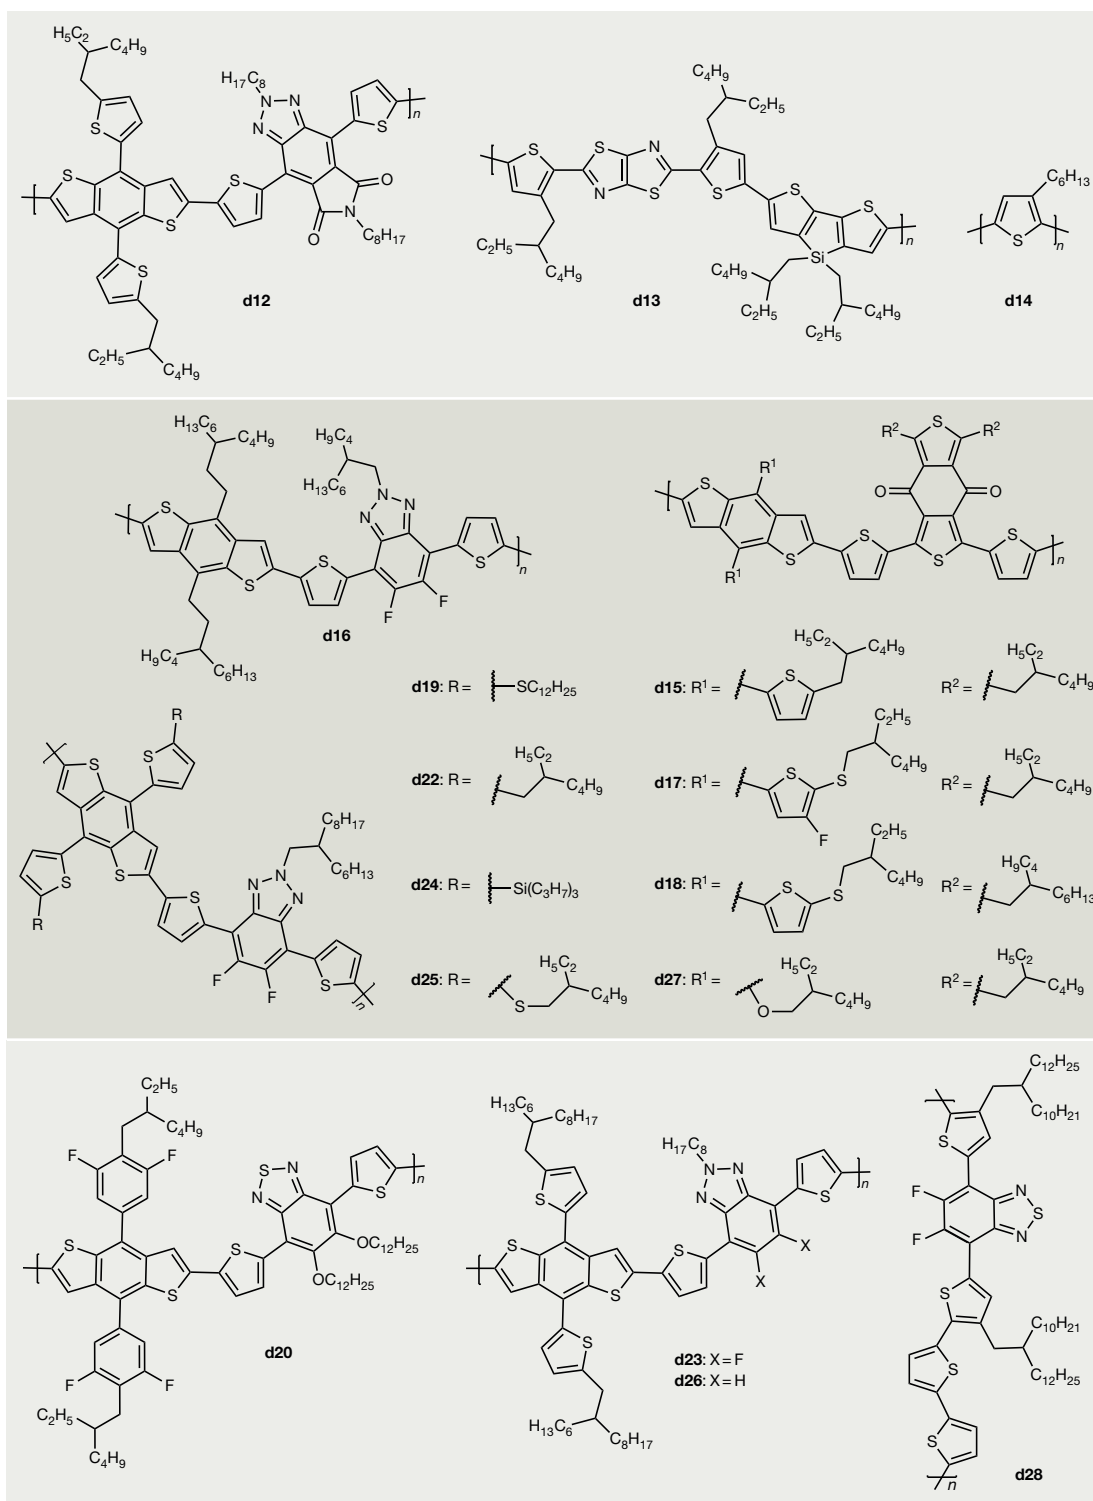 H5C2
C4H9
S
H17C8
N
N
N
S
n
S
S
S
O
N
O
C8H17
S
C2H5
C4H9
d12
C4H9
C2H5
S
S
N
N
S
S
S
S
n
Si
C2H5
C4H9
C4H9
C2H5
C4H9
C2H5
d13
C6H13
S
n
d14
H13C6
C4H9
H9C4
H13C6
N
N
N
S
S
S
S
n
F
F
H9C4
C6H13
d16
R2
S
R2
O
O
R1
S
S
S
S
S
n
R1
d19: R = SC12H25
d15: R1 = S H5C2 C4H9
R2 = H5C2 C4H9
d22: R = H5C2 C4H9
d17: R1 = S F S C2H5 C4H9
R2 = H5C2 C4H9
d24: R = Si(C3H7)3
d18: R1 = S S C2H5 C4H9
R2 = H9C4 C6H13
d25: R = S H5C2 C4H9
d27: R1 = O H5C2 C4H9
R2 = H5C2 C4H9
R
S
S
S
S
R
S
C8H17
C6H13
N
N
N
F
F
S
n
C2H5
C4H9
F
F
S
N
N
S
n
S
S
S
OC12H25
OC12H25
F
F
C2H5
C4H9
d20
H13C6
C8H17
S
H17C8
N
N
N
S
n
S
S
S
X
X
S
H13C6
C8H17
d23: X = F
d26: X = H
C12H25
C10H21
S
F
F
N
S
N
S
C10H21
C12H25
S
S
n
d28